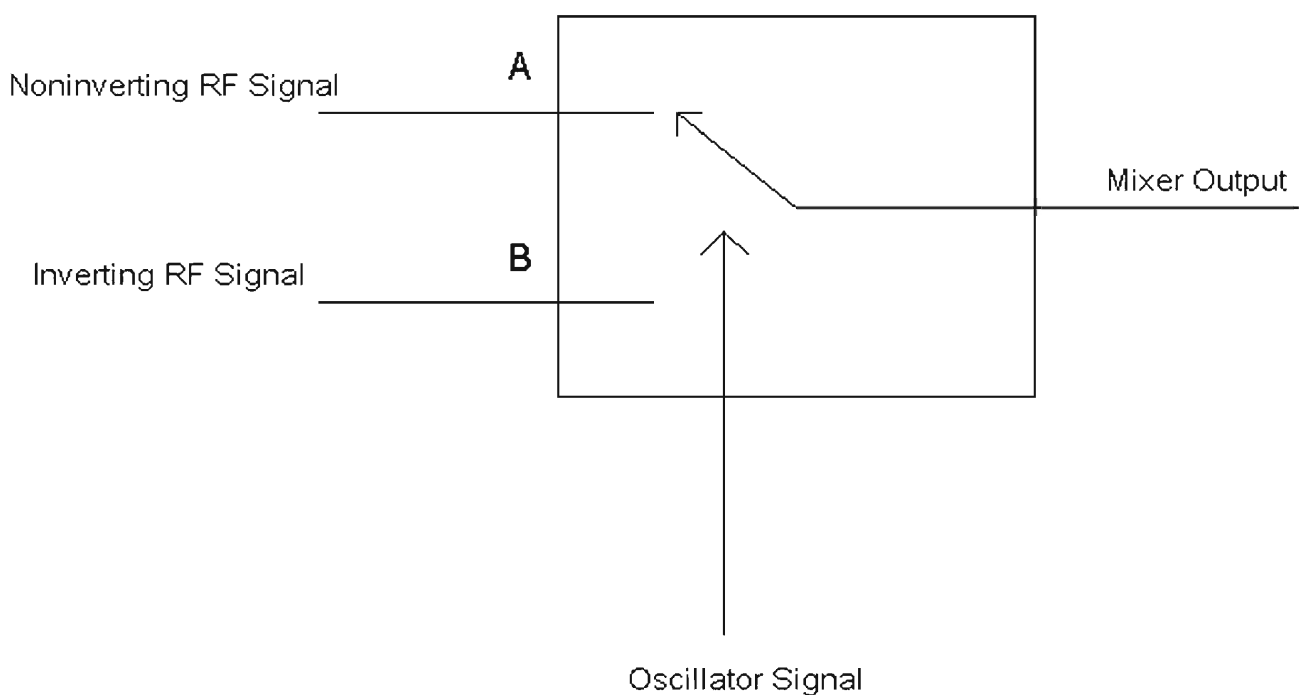 A
Noninverting RF Signal
Mixer Output
B
Inverting RF Signal
Oscillator Signal